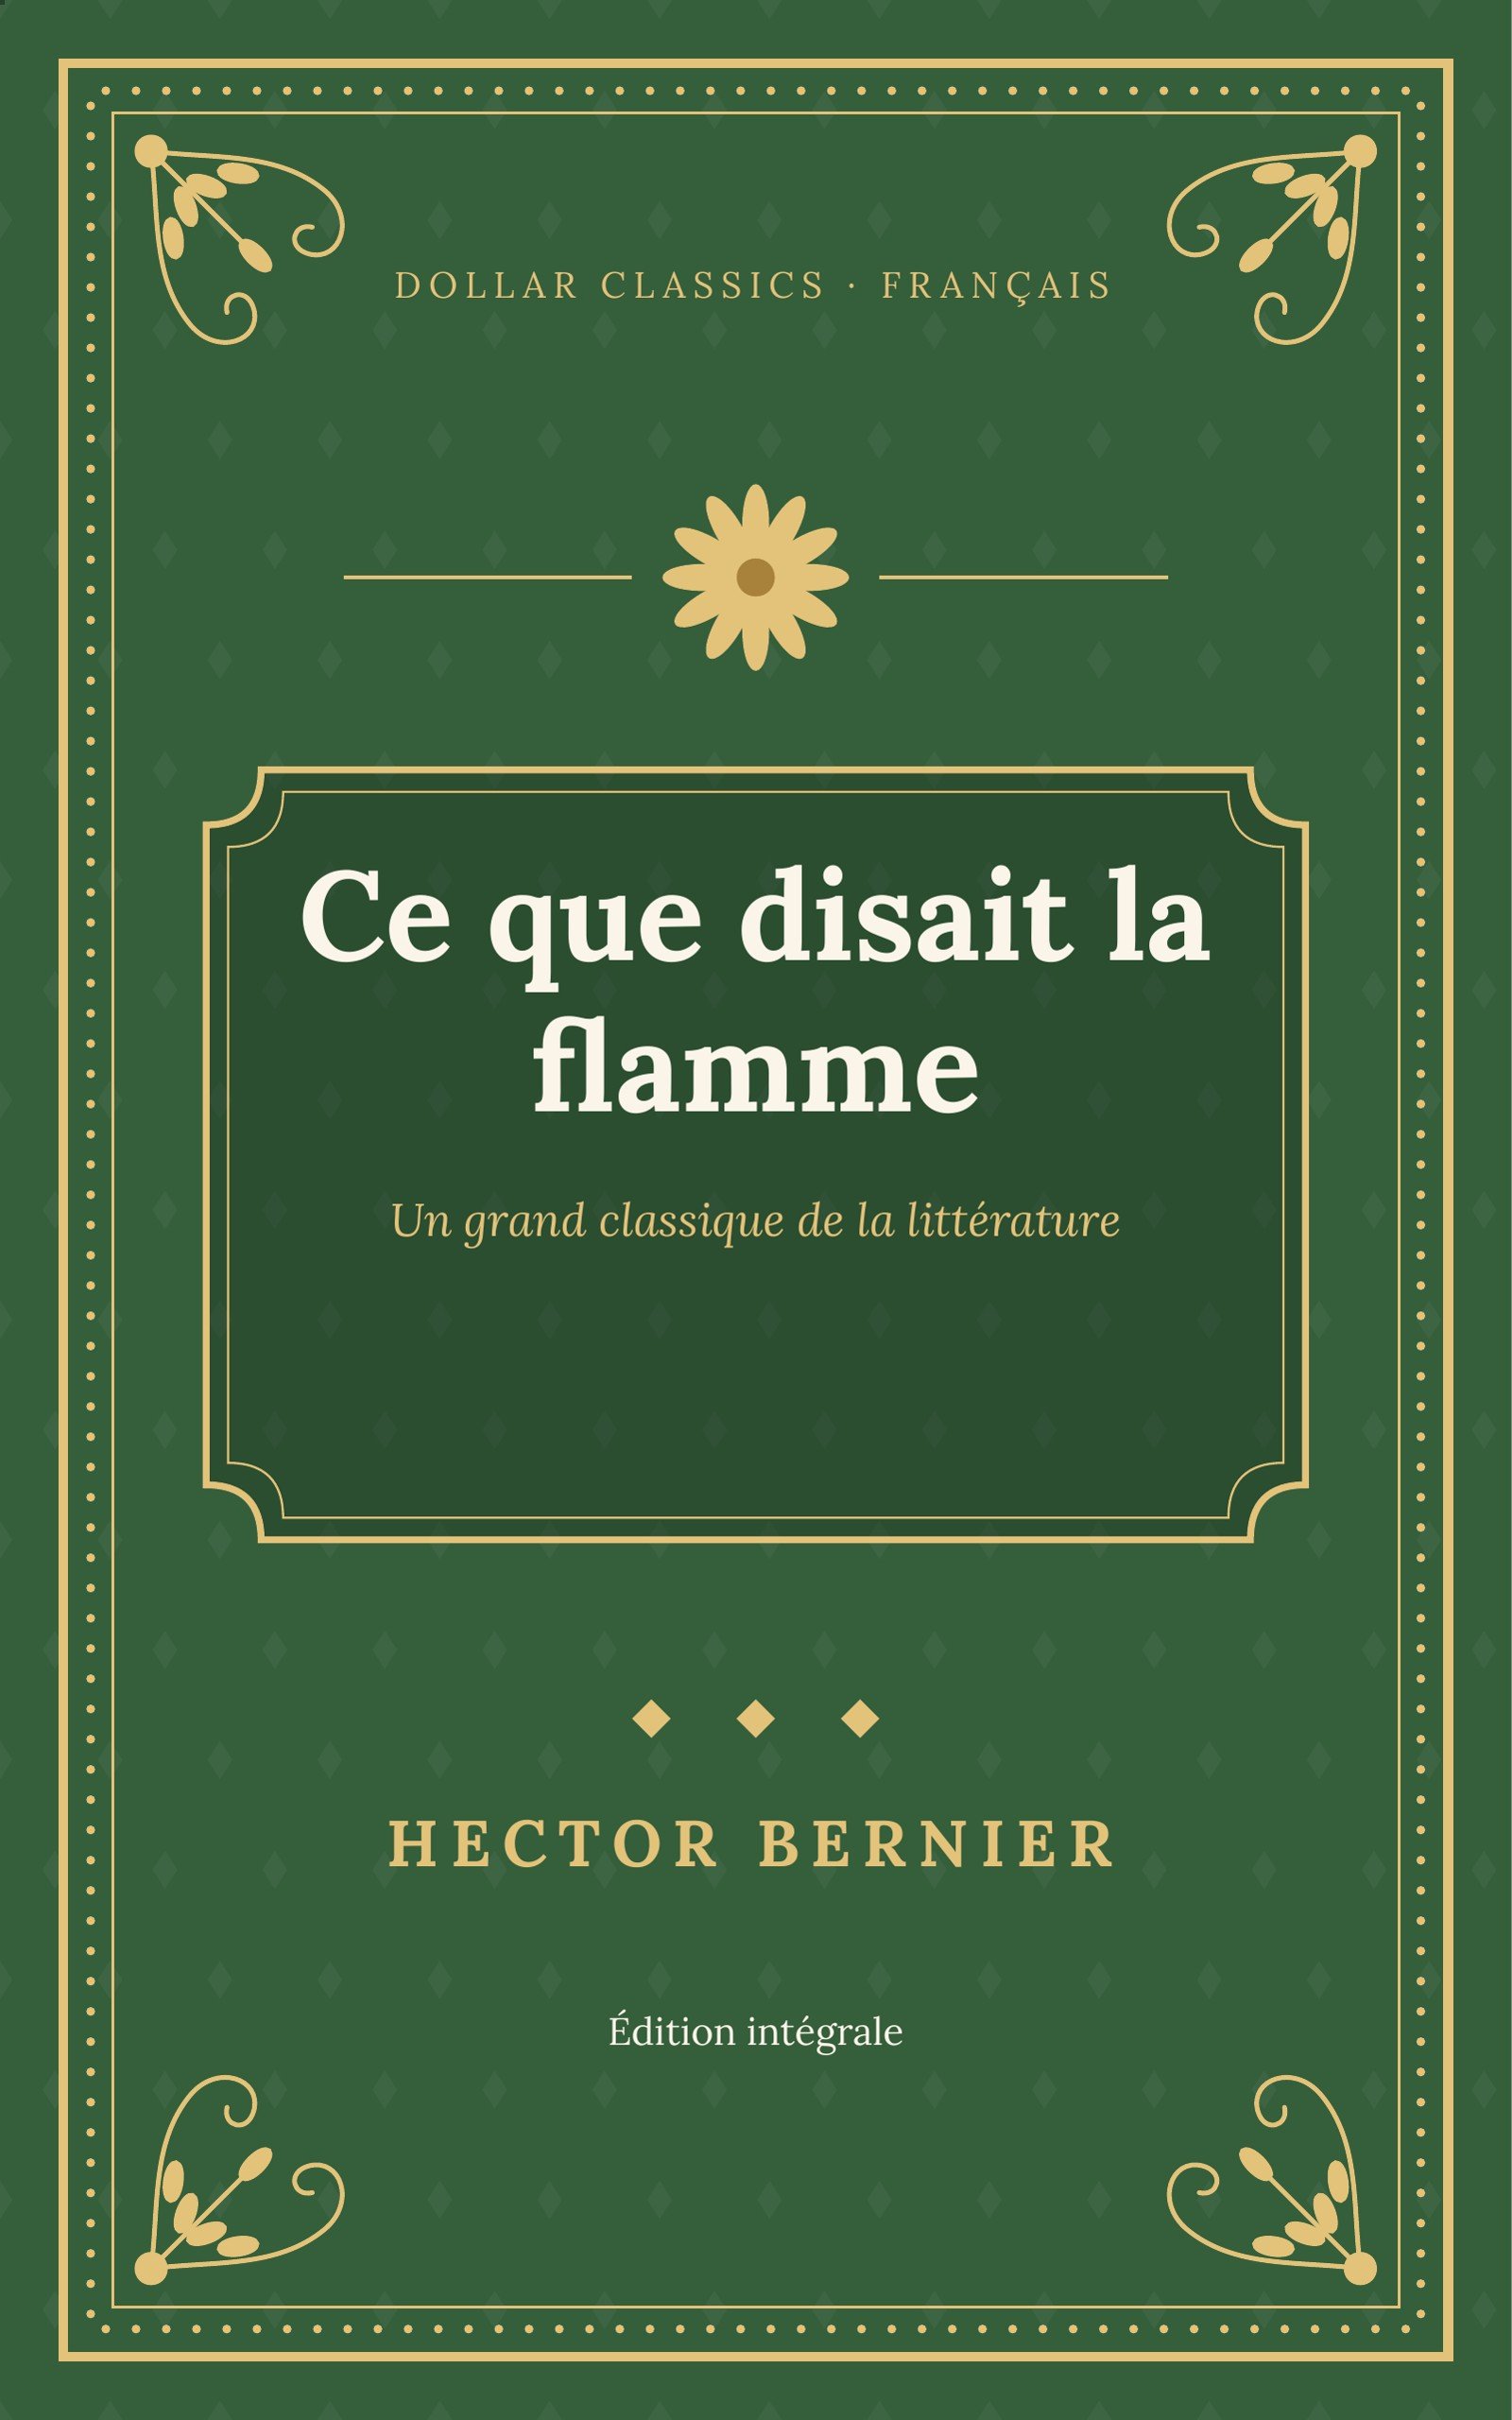 DOLLAR CLASSICS · FRANÇAIS
Ce que disait la
flamme
Un grand classique de la littérature
HECTOR BERNIER
Édition intégrale